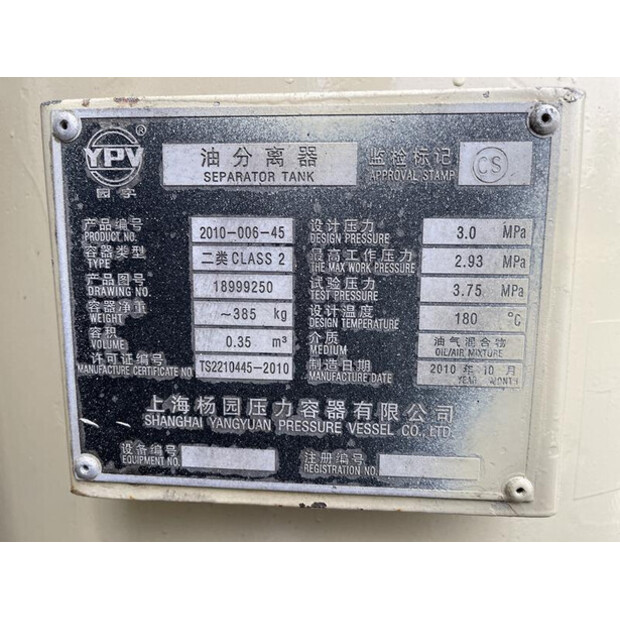 YPV ®
园字
油分离器
SEPARATOR TANK
监检标记
APPROVAL STAMP
CS
产品编号
PRODUCT NO.
2010-006-45
容器类型
TYPE
二类CLASS 2
产品图号
DRAWING NO.
18999250
容器净重
WEIGHT
~385 kg
容积
VOLUME
0.35 m³
许可证编号
MANUFACTURE CERTIFICATE NO.
TS2210445-2010
设计压力
DESIGN PRESSURE
3.0 MPa
最高工作压力
THE MAX WORK PRESSURE
2.93 MPa
试验压力
TEST PRESSURE
3.75 MPa
设计温度
DESIGN TEMPERATURE
180 °C
介质
MEDIUM
油气混合物
OIL/AIR MIXTURE
制造日期
MANUFACTURE DATE
2010 年 10 月
YEAR MONTH
上海杨园压力容器有限公司
SHANGHAI YANGYUAN PRESSURE VESSEL CO., LTD.
设备编号
EQUIPMENT NO.
注册编号
REGISTRATION NO.